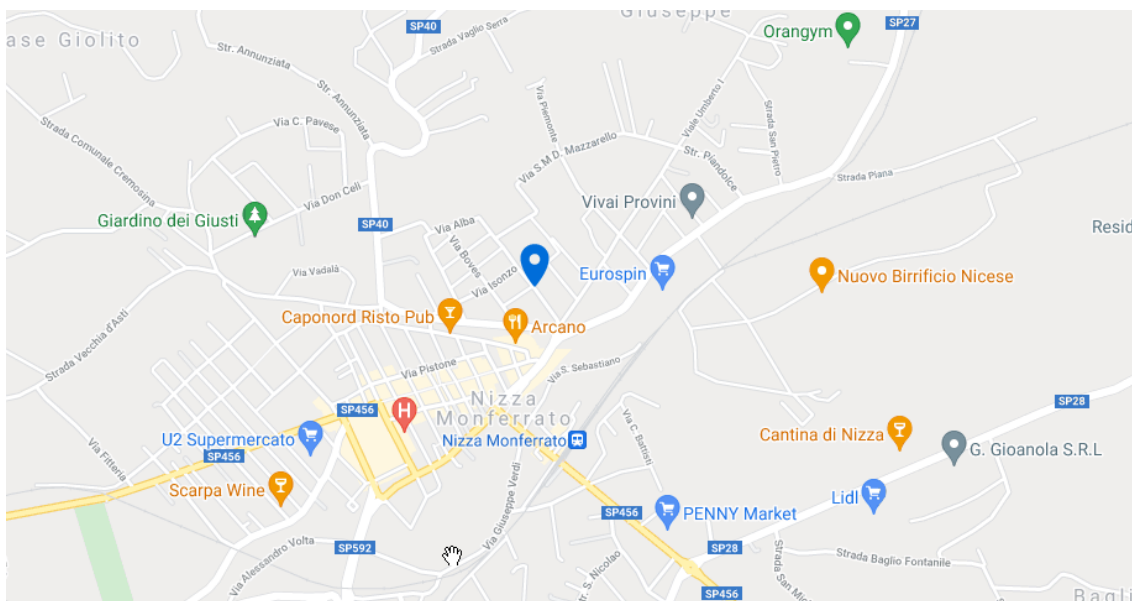 Giuseppe
Orangym
SP27
SP40
Strada Vaglio Serra
ase Giolito
Str. Annunziata
Str. Annunziata
Via Piemonte
Viale Umberto I
Via C. Pavese
Strada Comunale Cremosina
Via S.M D. Mazzarello
Strada San Pietro
Str. Piandolce
Strada Piana
Via Don Celi
Vivai Provini
Giardino dei Giusti
SP40
Via Alba
Resid
Via Boves
Via Isonzo
Eurospin
Nuovo Birrificio Nicese
Via Vadalà
Caponord Risto Pub
Arcano
Strada Vecchia d'Asti
Via Pistone
Via S. Sebastiano
Nizza
Monferrato
SP456
H
SP28
Via C. Battisti
U2 Supermercato
Nizza Monferrato
Cantina di Nizza
G. Gioanola S.R.L
SP456
Via Fitteria
Scarpa Wine
Via Giuseppe Verdi
Lidl
SP456
PENNY Market
Via Alessandro Volta
SP592
SP28
Str. S. Nicolao
Strada San Mic
Strada Baglio Fontanile
SP456
Bagli